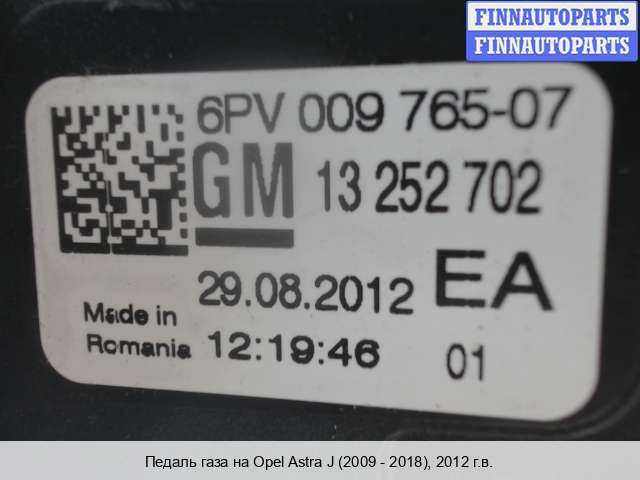 FINNAUTOPARTS
FINNAUTOPARTS
6PV 009 765-07
GM 13 252 702
29.08.2012 EA
Made in
Romania 12:19:46 01
Педаль газа на Opel Astra J (2009 - 2018), 2012 г.в.